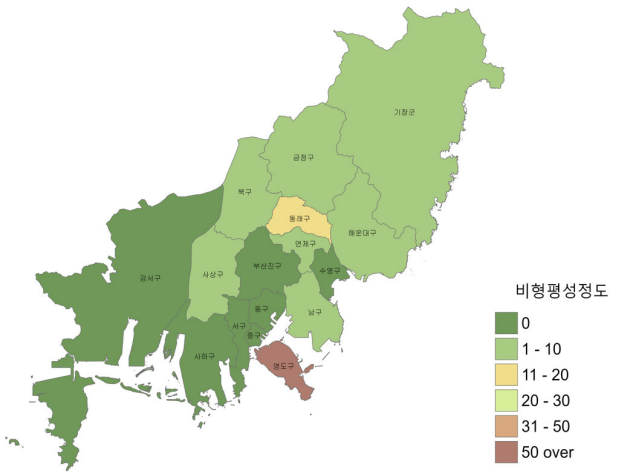 기장군
금정구
북구
동래구
해운대구
연제구
부산진구
수영구
강서구
사상구
남구
동구
서구
중구
사하구
영도구
비형평성정도
0
1 - 10
11 - 20
20 - 30
31 - 50
50 over